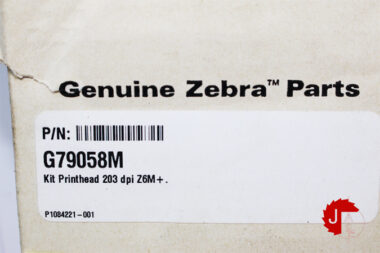 Genuine Zebra™ Parts
P/N:
G79058M
Kit Printhead 203 dpi Z6M+.
P1084221-001